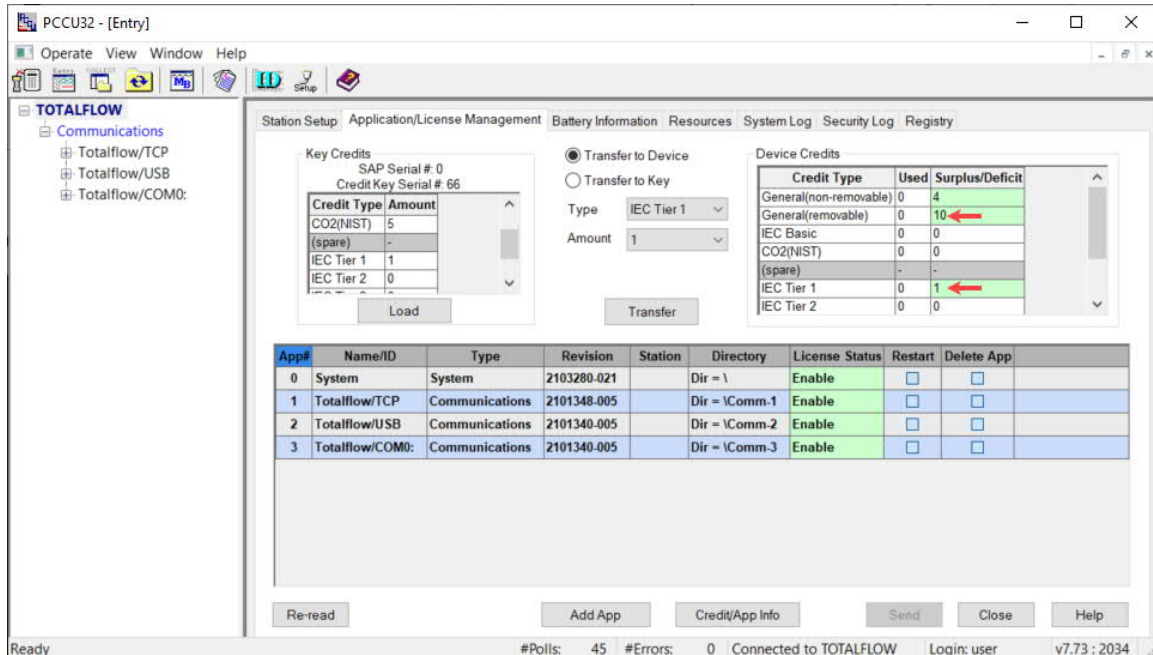 PCCU32 - [Entry]
Operate View Window Help
Entry COLLECT MB ID Setup
TOTALFLOW
Communications
Totalflow/TCP
Totalflow/USB
Totalflow/COM0:
Station Setup Application/License Management Battery Information Resources System Log Security Log Registry
Key Credits
SAP Serial #: 0
Credit Key Serial #: 66
Credit Type Amount
CO2(NIST) 5
(spare) -
IEC Tier 1 1
IEC Tier 2 0
Load
Transfer to Device
Transfer to Key
Type IEC Tier 1
Amount 1
Transfer
Device Credits
Credit Type Used Surplus/Deficit
General(non-removable) 0 4
General(removable) 0 10
IEC Basic 0 0
CO2(NIST) 0 0
(spare) - -
IEC Tier 1 0 1
IEC Tier 2 0 0
App# Name/ID Type Revision Station Directory License Status Restart Delete App
0 System System 2103280-021 Dir = \ Enable
1 Totalflow/TCP Communications 2101348-005 Dir = \Comm-1 Enable
2 Totalflow/USB Communications 2101340-005 Dir = \Comm-2 Enable
3 Totalflow/COM0: Communications 2101340-005 Dir = \Comm-3 Enable
Re-read Add App Credit/App Info Send Close Help
Ready #Polls: 45 #Errors: 0 Connected to TOTALFLOW Login: user v7.73 : 2034